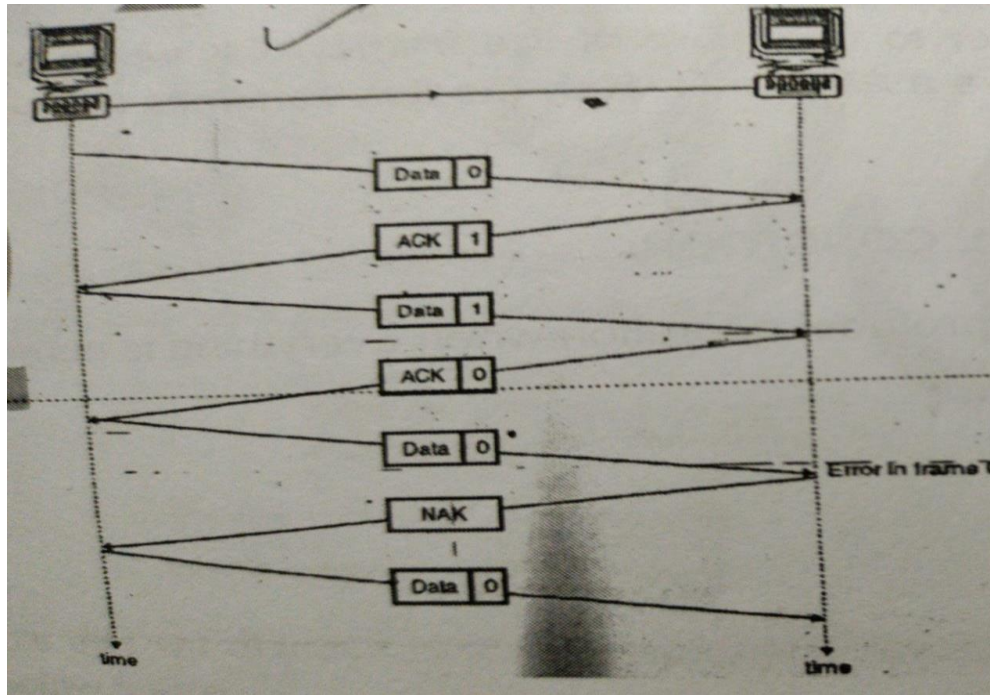 Data 0
ACK 1
Data 1
ACK 0
Data 0
Error in frame
NAK
Data 0
time
time